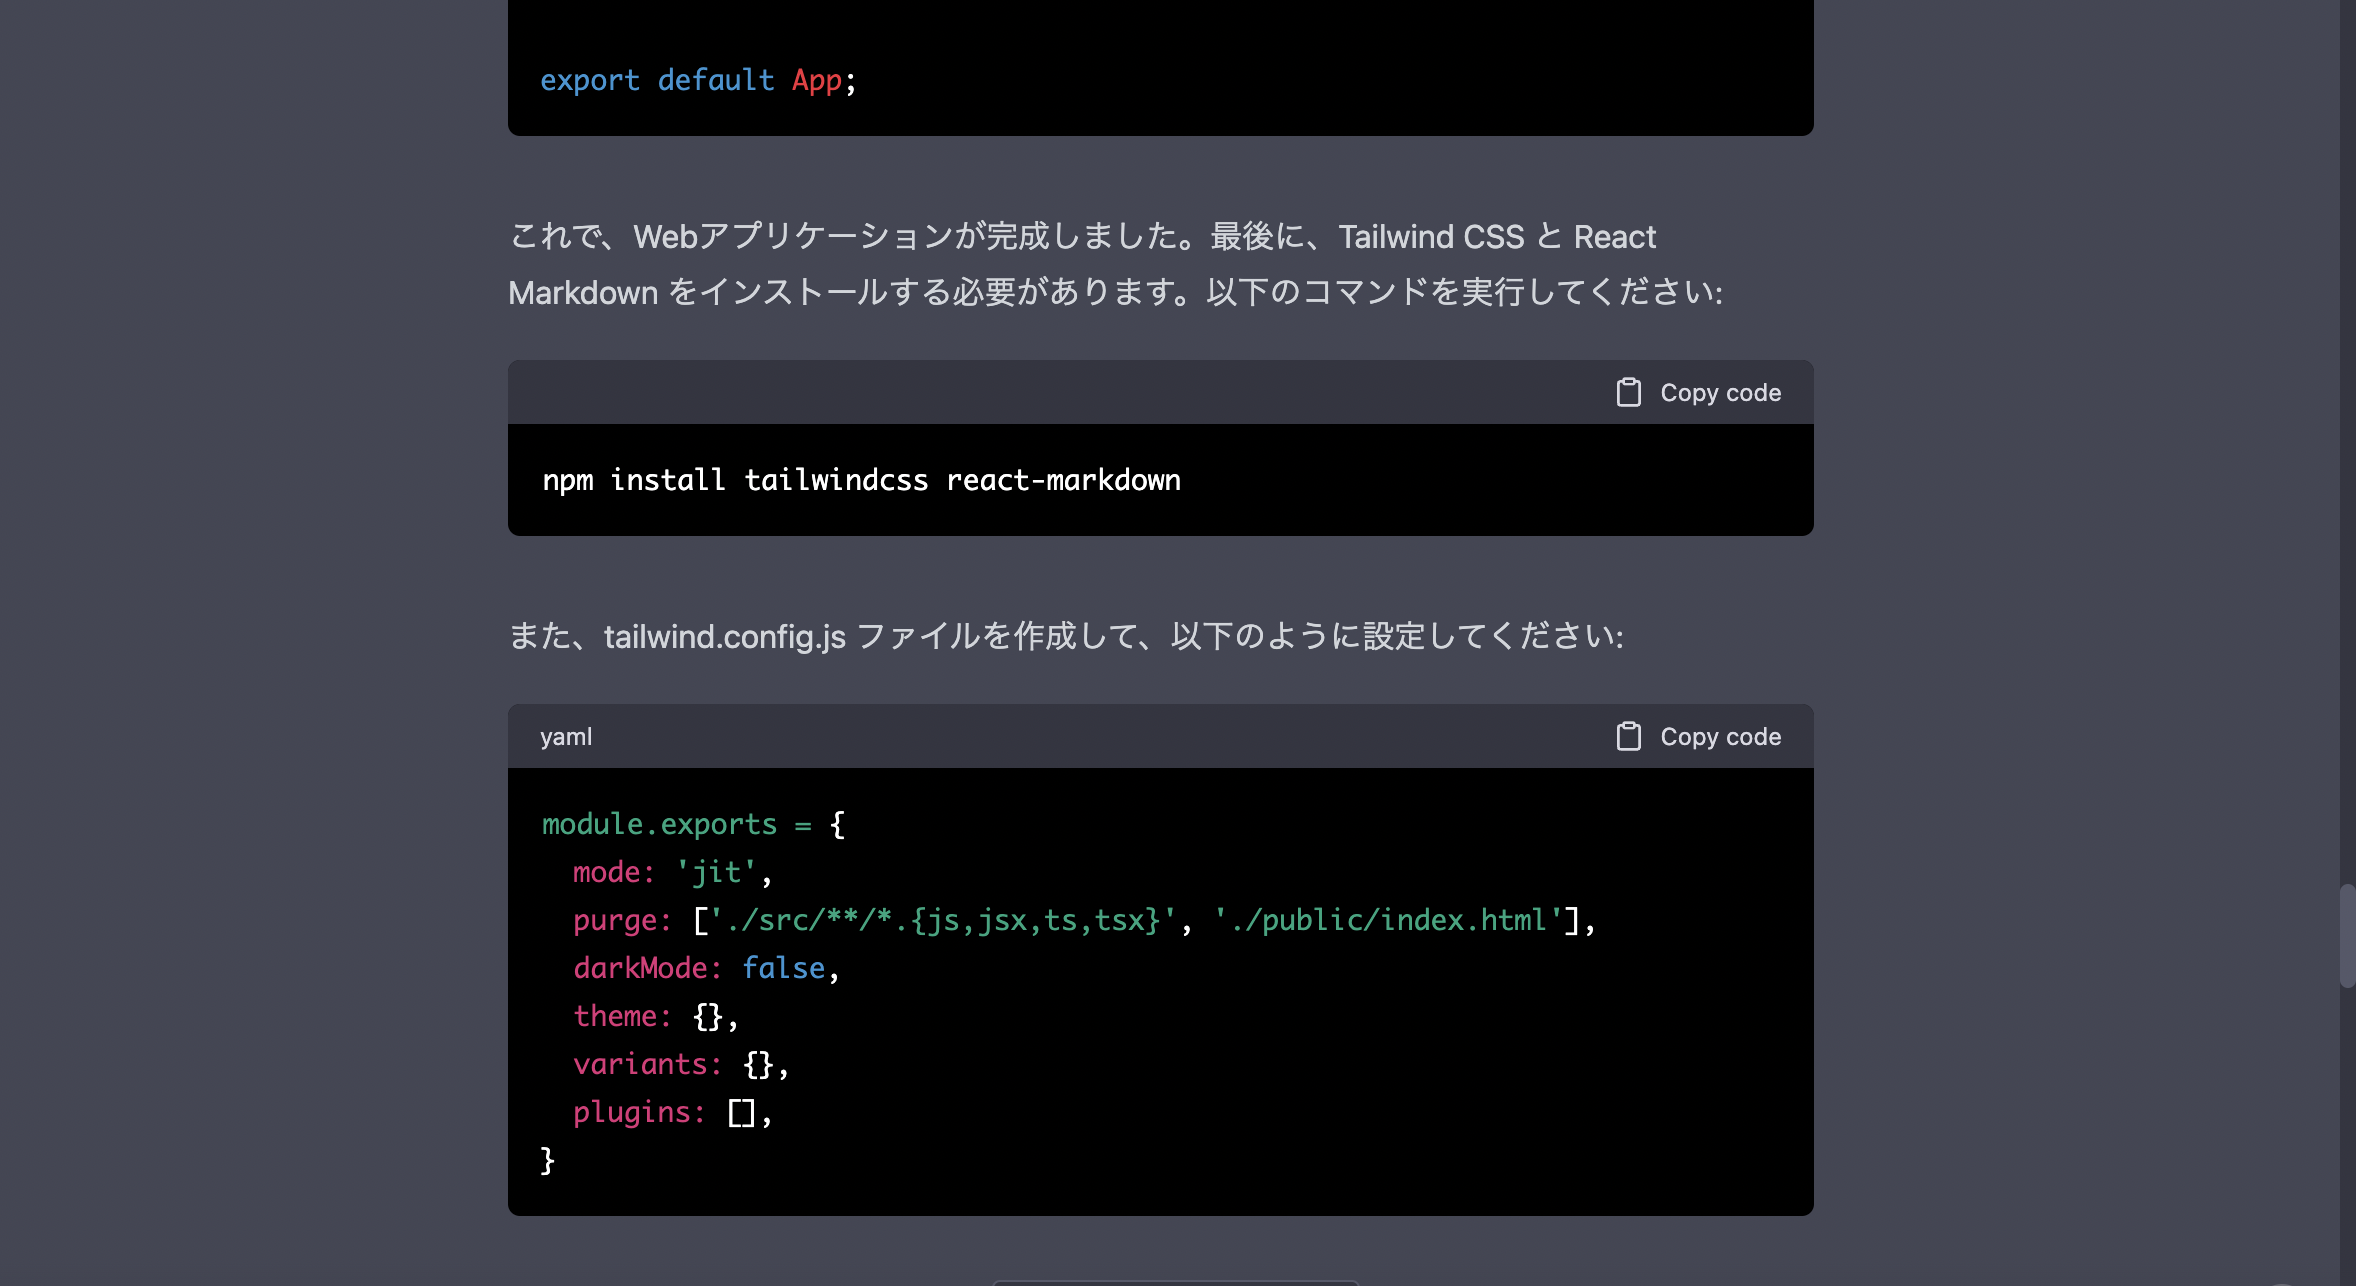 export default App;
これで、Webアプリケーションが完成しました。最後に、Tailwind CSS と React
Markdown をインストールする必要があります。以下のコマンドを実行してください:
Copy code
npm install tailwindcss react-markdown
また、tailwind.config.js ファイルを作成して、以下のように設定してください:
yaml Copy code
module.exports = {
  mode: 'jit',
  purge: ['./src/**/*.{js,jsx,ts,tsx}', './public/index.html'],
  darkMode: false,
  theme: {},
  variants: {},
  plugins: [],
}